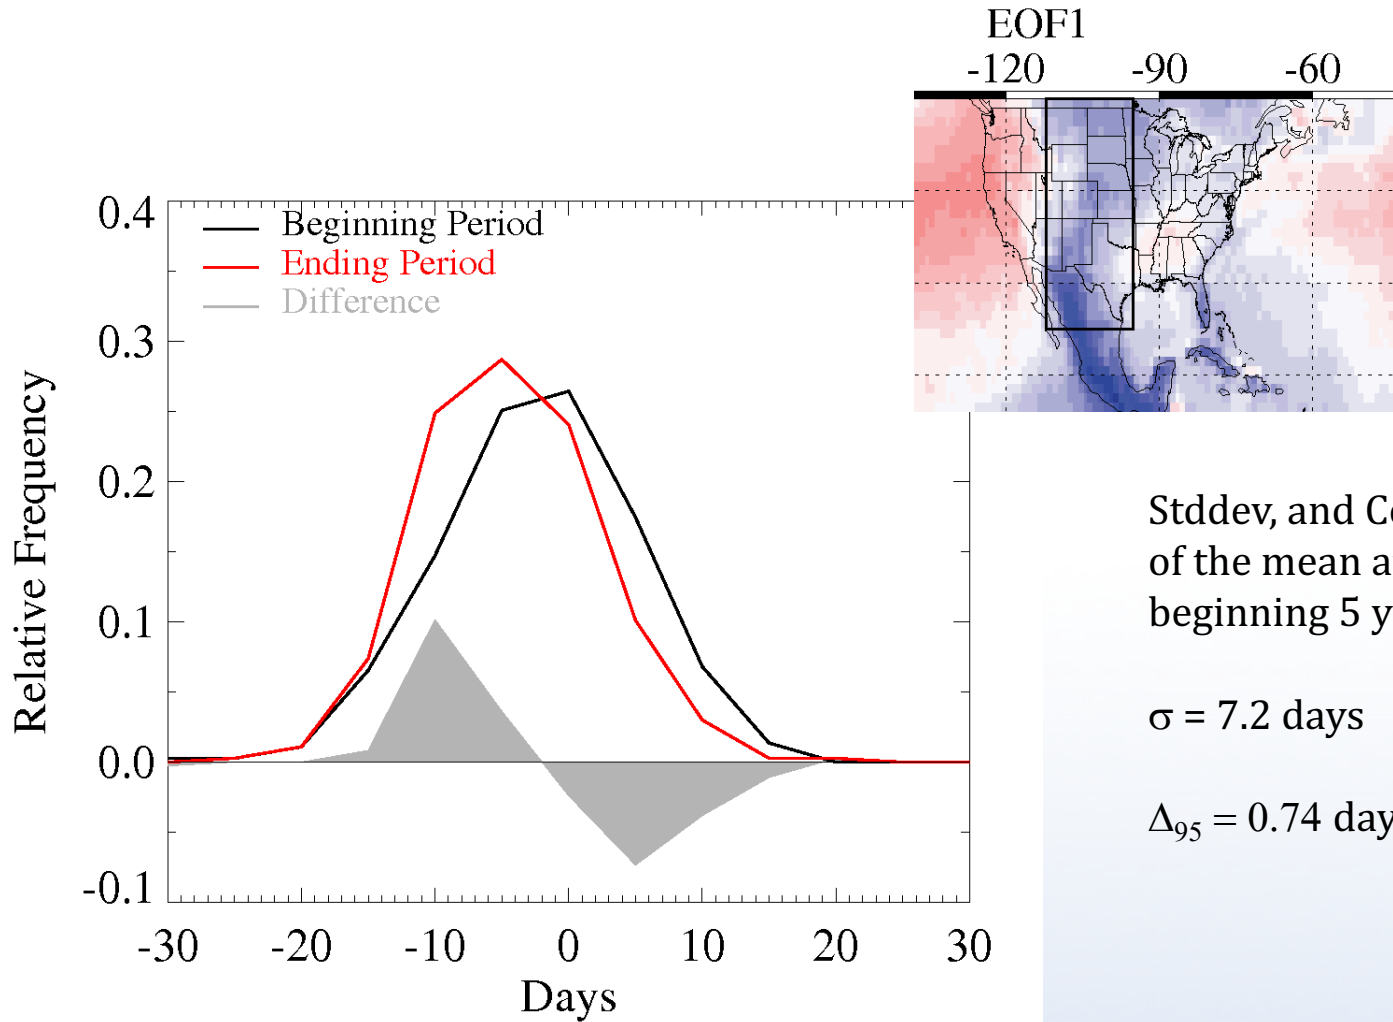 EOF1
-120 -90 -60
0.4
0.3
0.2
0.1
0.0
-0.1
Relative Frequency
Beginning Period
Ending Period
Difference
-30 -20 -10 0 10 20 30
Days
Stddev, and
of the mean a
beginning 5 y
σ = 7.2 days
Δ95 = 0.74 day